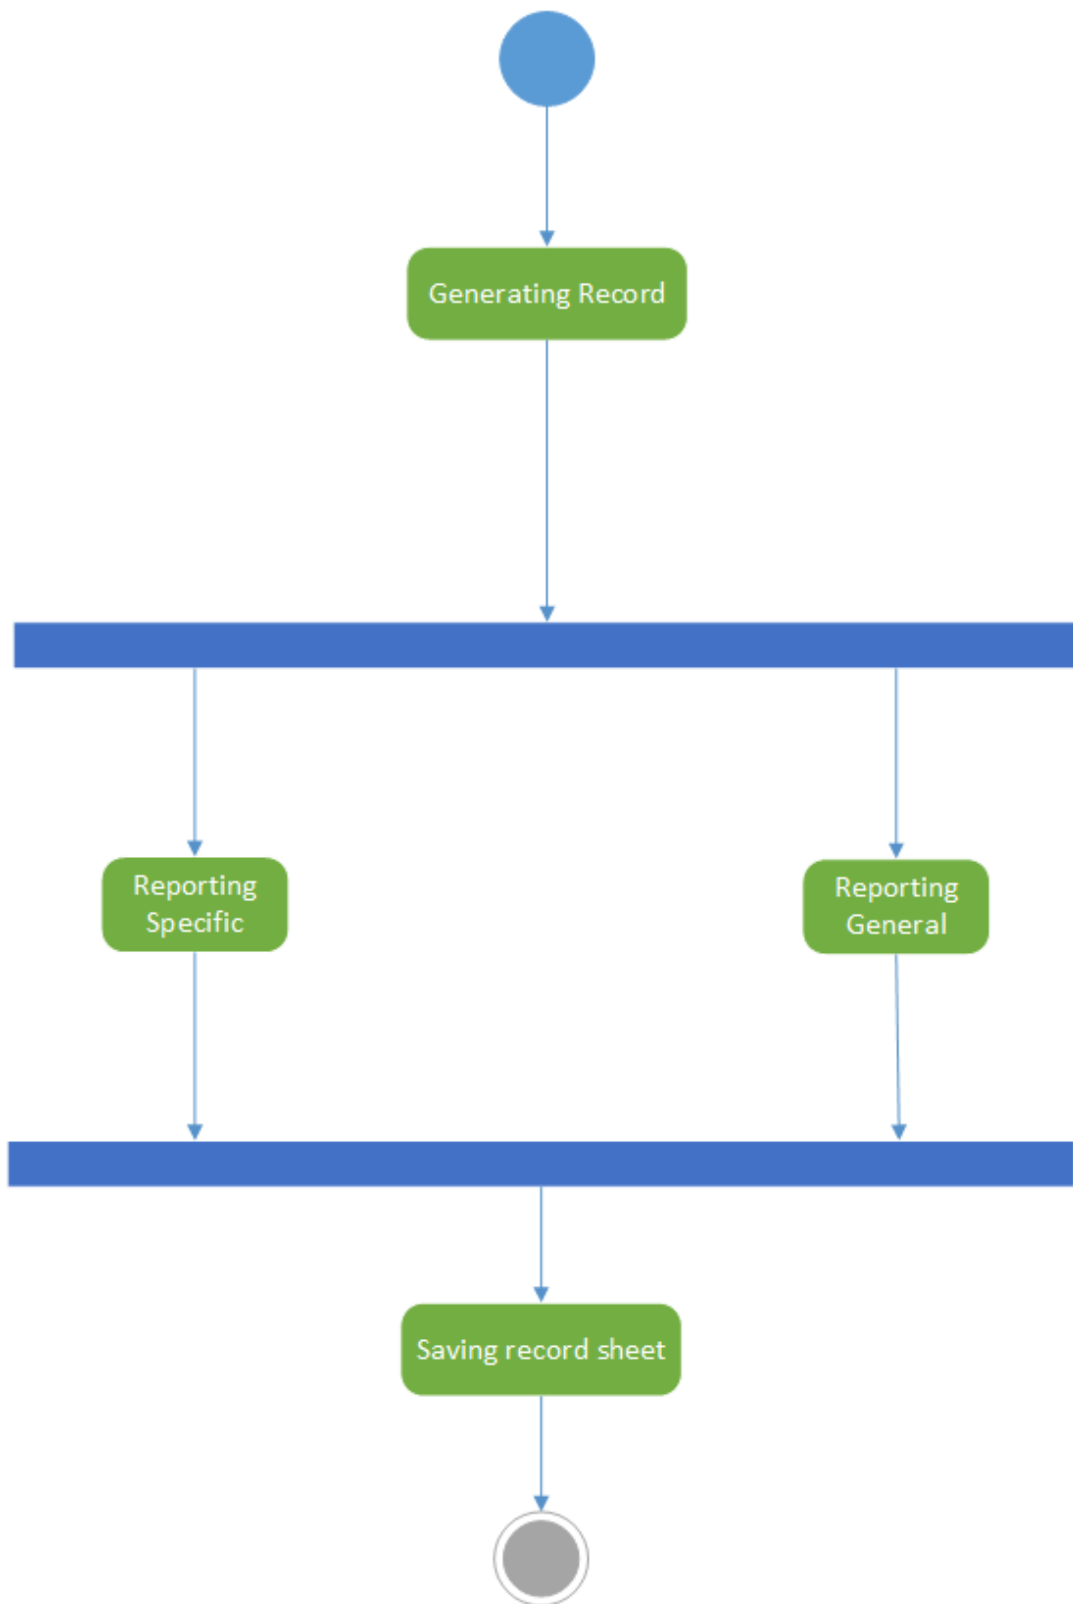 Generating Record
Reporting
Specific
Reporting
General
Saving record sheet